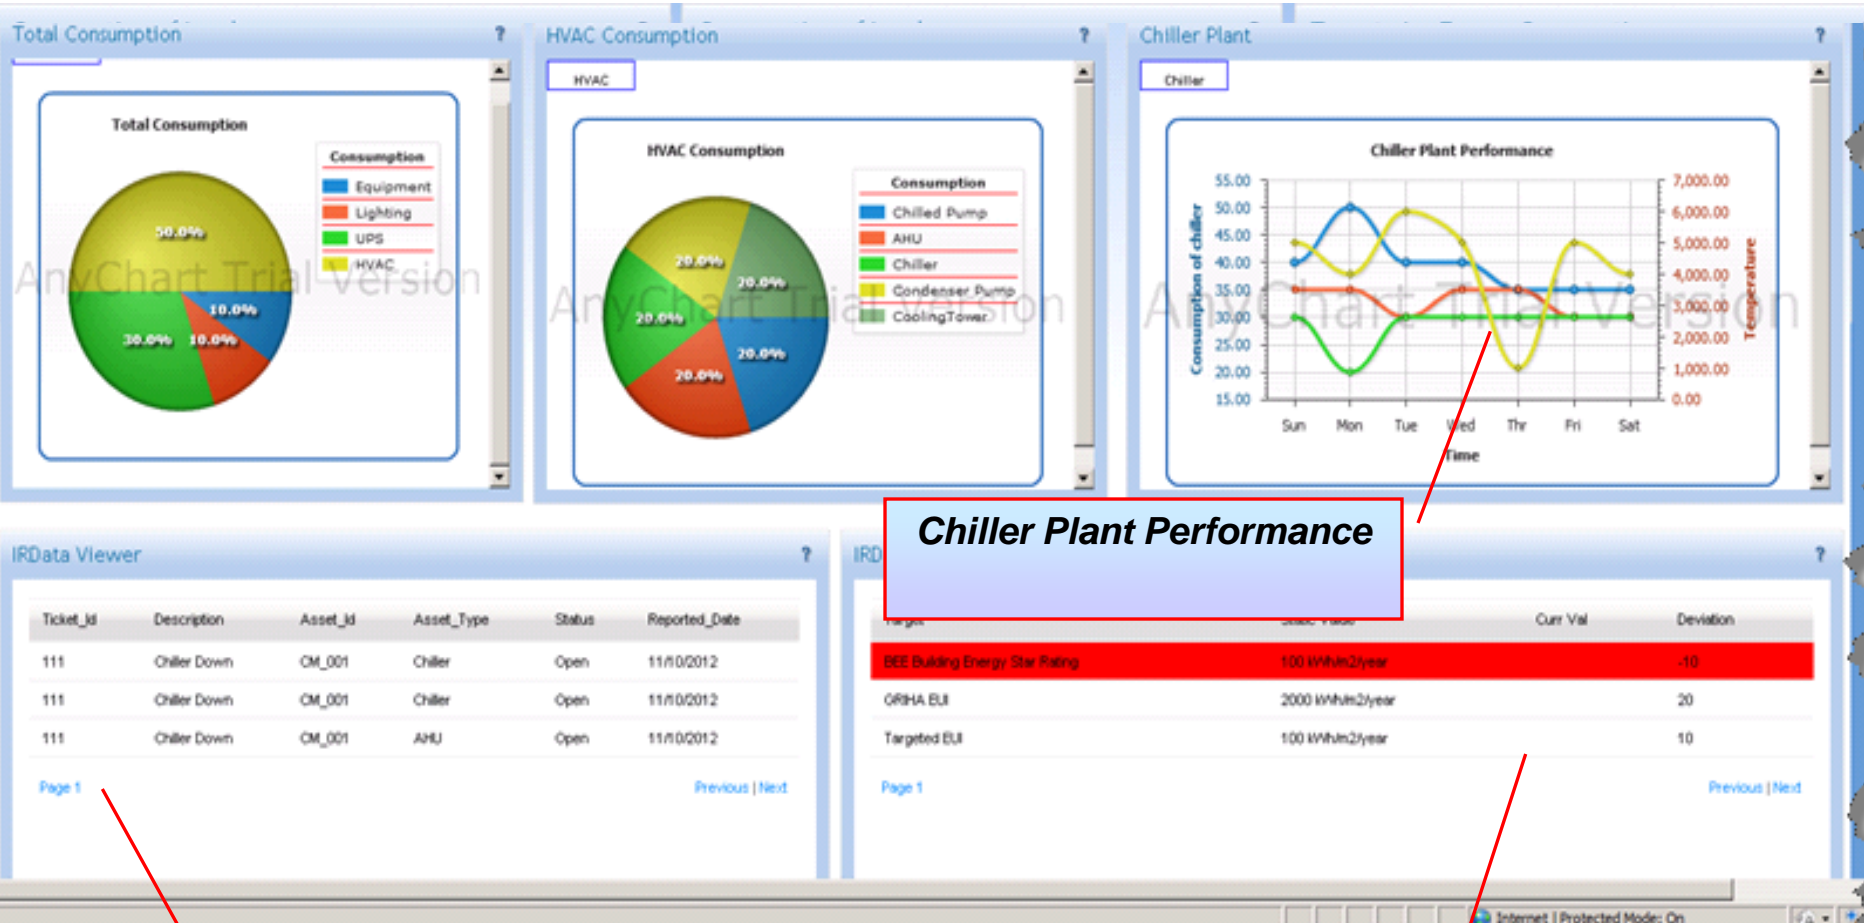 Total Consumption ?
HVAC Consumption ?
Chiller Plant ?
HVAC
Chiller
Total Consumption
Consumption
Equipment
Lighting
UPS
HVAC
50.0%
10.0%
30.0% 10.0%
AnyChart Trial Version
HVAC Consumption
Consumption
Chilled Pump
AHU
Chiller
Condenser_Pump
CoolingTower
20.0%
20.0%
20.0%
20.0%
20.0%
AnyChart Trial Version
Chiller Plant Performance
Consumption of chiller
55.00
50.00
45.00
40.00
35.00
30.00
25.00
20.00
15.00
7,000.00
6,000.00
5,000.00
4,000.00
3,000.00
2,000.00
1,000.00
0.00
Temperature
Sun Mon Tue Wed Thr Fri Sat
Time
AnyChart Trial Version
Chiller Plant Performance
IRData Viewer ?
Ticket_Id Description Asset_Id Asset_Type Status Reported_Date
111 Chiller Down CM_001 Chiller Open 11/10/2012
111 Chiller Down CM_001 Chiller Open 11/10/2012
111 Chiller Down CM_001 AHU Open 11/10/2012
Page 1 Previous | Next
IRD ?
Target Static Value Curr Val Deviation
BEE Building Energy Star Rating 100 kWh/m2/year -10
GRIHA EUI 2000 kWh/m2/year 20
Targeted EUI 100 kWh/m2/year 10
Page 1 Previous | Next
Internet | Protected Mode: On